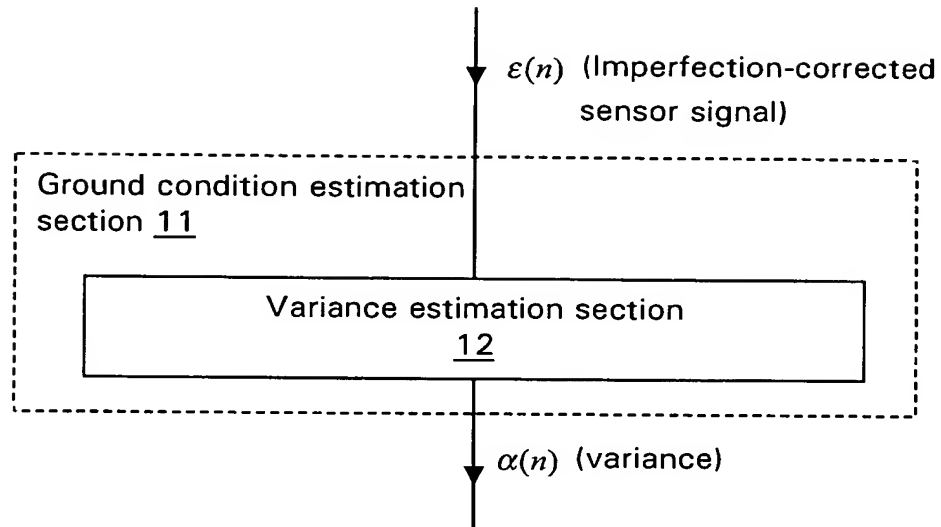 ε(n) (Imperfection-corrected
sensor signal)
Ground condition estimation
section 11
Variance estimation section
12
α(n) (variance)